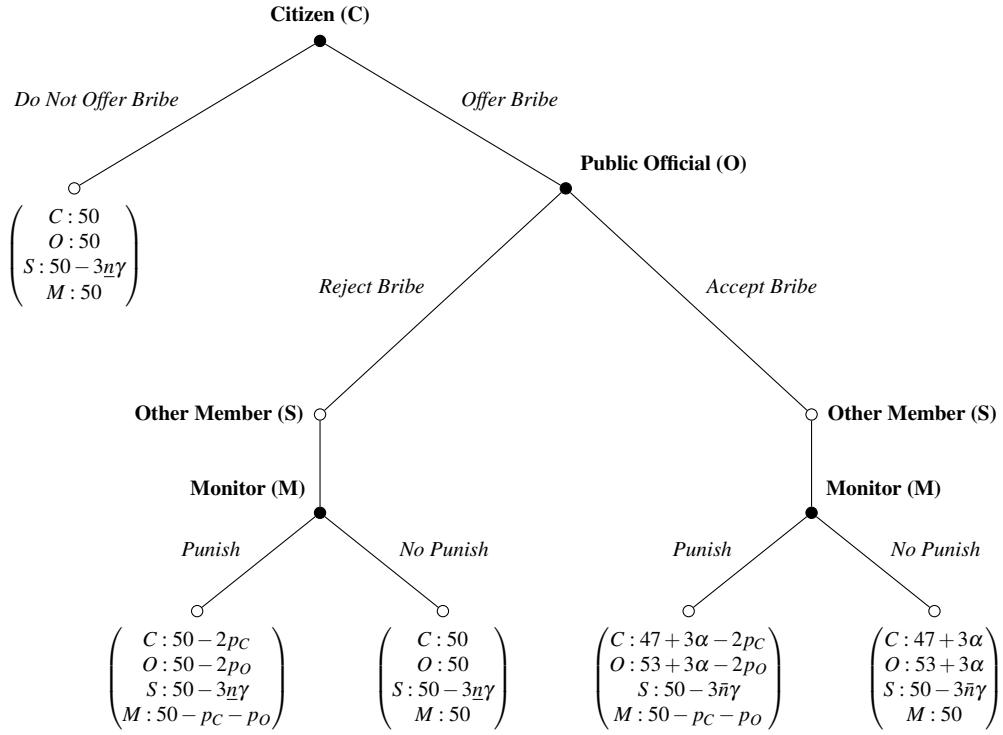 Citizen (C)
Do Not Offer Bribe
Offer Bribe
Public Official (O)
C : 50
O : 50
S : 50 − 3n̲γ
M : 50
Reject Bribe
Accept Bribe
Other Member (S)
Other Member (S)
Monitor (M)
Monitor (M)
Punish
No Punish
Punish
No Punish
C : 50 − 2p_C
O : 50 − 2p_O
S : 50 − 3n̲γ
M : 50 − p_C − p_O
C : 50
O : 50
S : 50 − 3n̲γ
M : 50
C : 47 + 3α − 2p_C
O : 53 + 3α − 2p_O
S : 50 − 3n̄γ
M : 50 − p_C − p_O
C : 47 + 3α
O : 53 + 3α
S : 50 − 3n̄γ
M : 50